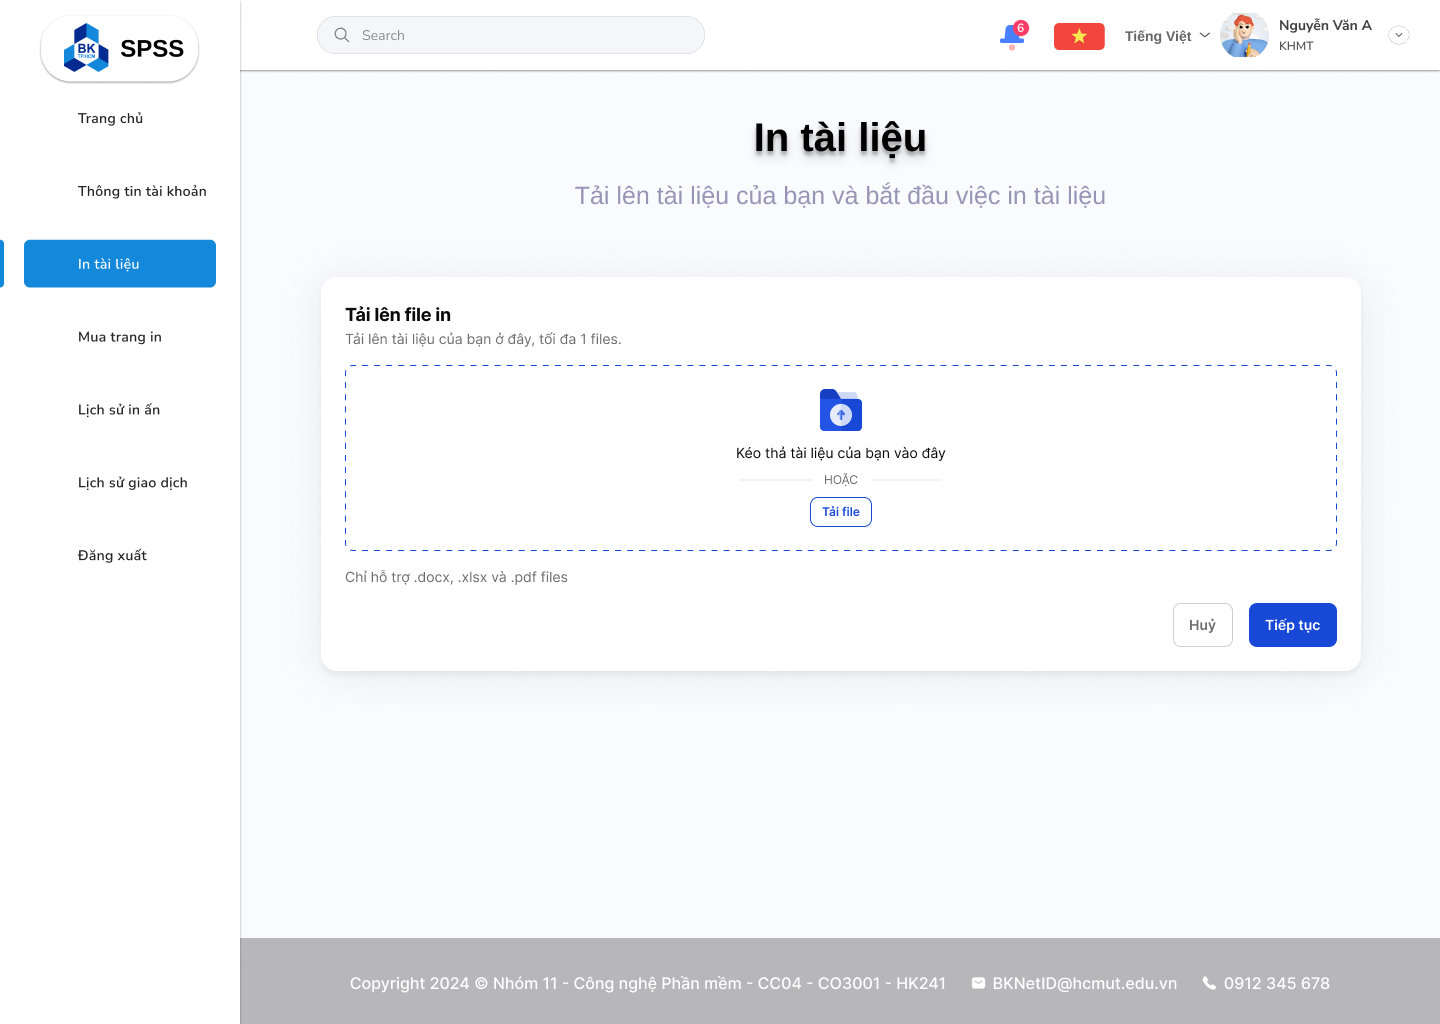 BK
TP.HCM
SPSS
Search
6
Tiếng Việt
Nguyễn Văn A
KHMT
Trang chủ
Thông tin tài khoản
In tài liệu
Mua trang in
Lịch sử in ấn
Lịch sử giao dịch
Đăng xuất
In tài liệu
Tải lên tài liệu của bạn và bắt đầu việc in tài liệu
Tải lên file in
Tải lên tài liệu của bạn ở đây, tối đa 1 files.
Kéo thả tài liệu của bạn vào đây
HOẶC
Tải file
Chỉ hỗ trợ .docx, .xlsx và .pdf files
Huỷ
Tiếp tục
Copyright 2024 © Nhóm 11 - Công nghệ Phần mềm - CC04 - CO3001 - HK241
BKNetID@hcmut.edu.vn
0912 345 678